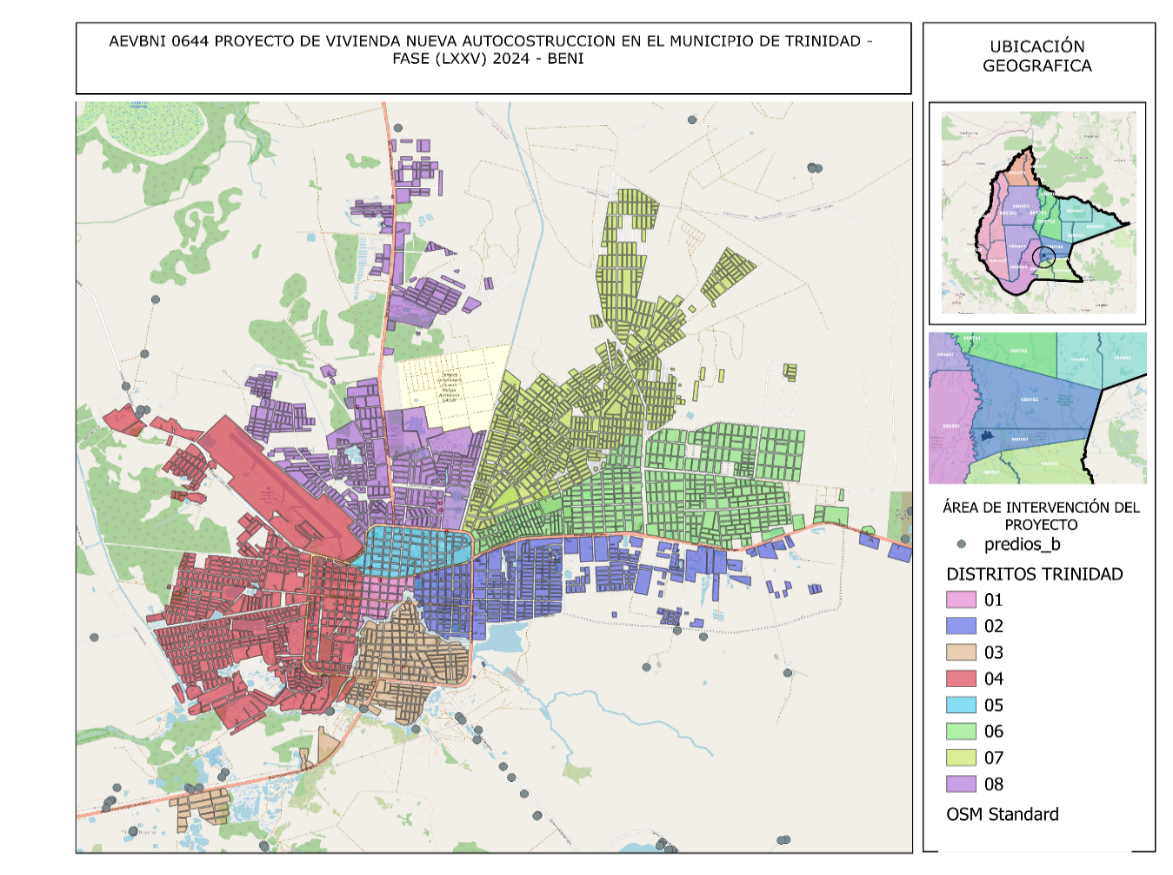 AEVBNI 0644 PROYECTO DE VIVIENDA NUEVA AUTOCOSTRUCCION EN EL MUNICIPIO DE TRINIDAD -
FASE (LXXV) 2024 - BENI
UBICACIÓN
GEOGRAFICA
ÁREA DE INTERVENCIÓN DEL
PROYECTO
predios_b
DISTRITOS TRINIDAD
01
02
03
04
05
06
07
08
OSM Standard